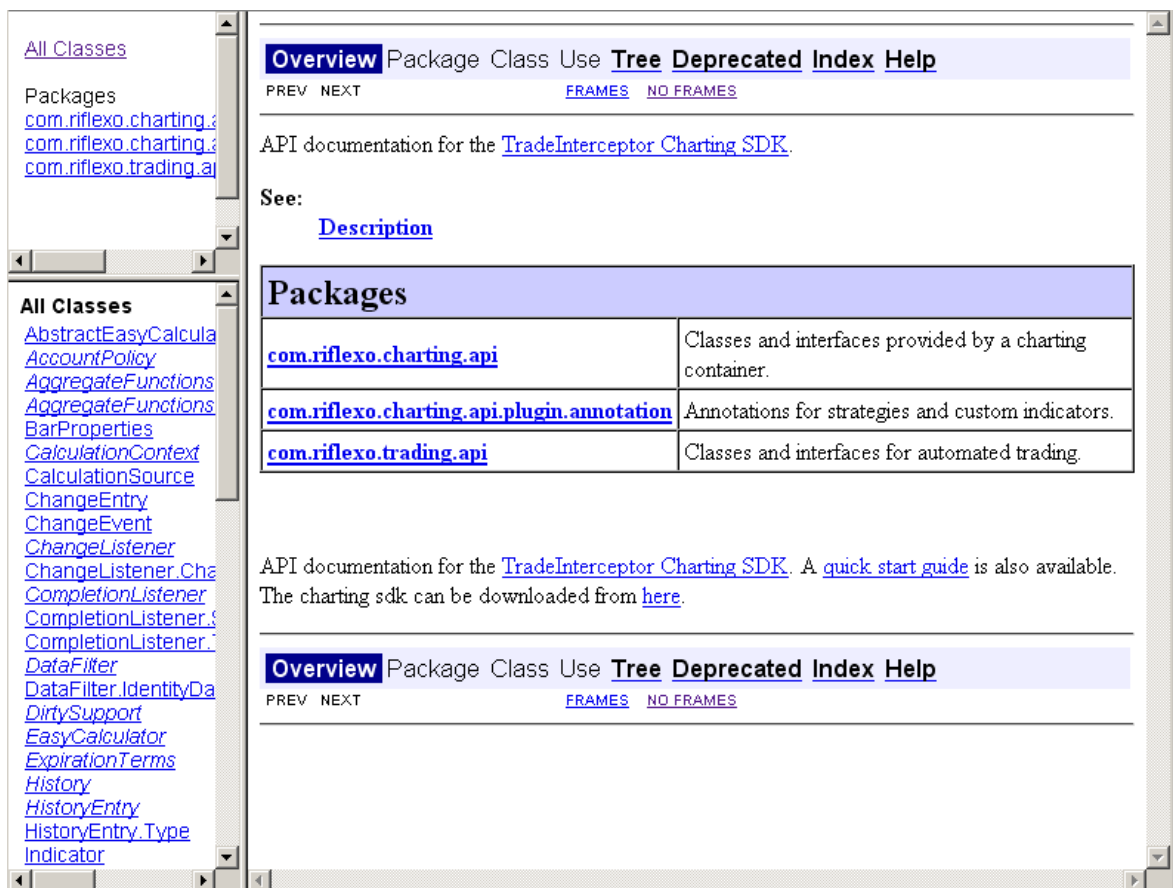 All Classes
Packages
com.riflexo.charting.a
com.riflexo.charting.a
com.riflexo.trading.a
All Classes
AbstractEasyCalcula
AccountPolicy
AggregateFunctions
AggregateFunctions
BarProperties
CalculationContext
CalculationSource
ChangeEntry
ChangeEvent
ChangeListener
ChangeListener.Cha
CompletionListener
CompletionListener.
CompletionListener.
DataFilter
DataFilter.IdentityDa
DirtySupport
EasyCalculator
ExpirationTerms
History
HistoryEntry
HistoryEntry.Type
Indicator
Overview Package Class Use Tree Deprecated Index Help
PREV NEXT FRAMES NO FRAMES
API documentation for the TradeInterceptor Charting SDK.
See:
Description
Packages
com.riflexo.charting.api Classes and interfaces provided by a charting
container.
com.riflexo.charting.api.plugin.annotation Annotations for strategies and custom indicators.
com.riflexo.trading.api Classes and interfaces for automated trading.
API documentation for the TradeInterceptor Charting SDK. A quick start guide is also available.
The charting sdk can be downloaded from here.
Overview Package Class Use Tree Deprecated Index Help
PREV NEXT FRAMES NO FRAMES